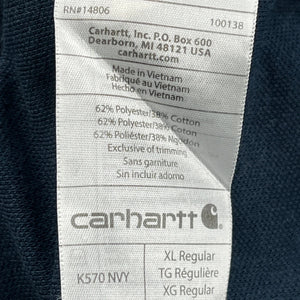 RN#14806
100138
Carhartt, Inc. P.O. Box 600
Dearborn, MI 48121 USA
carhartt.com
Made in Vietnam
Fabriqué au Vietnam
Hecho en Vietnam
62% Polyester/38% Cotton
62% Polyester/38% Coton
62% Poliéster/38% Algodón
Exclusive of trimming
Sans garniture
Sin incluir adorno
carhartt
K570 NVY
XL Regular
TG Régulière
XG Regular